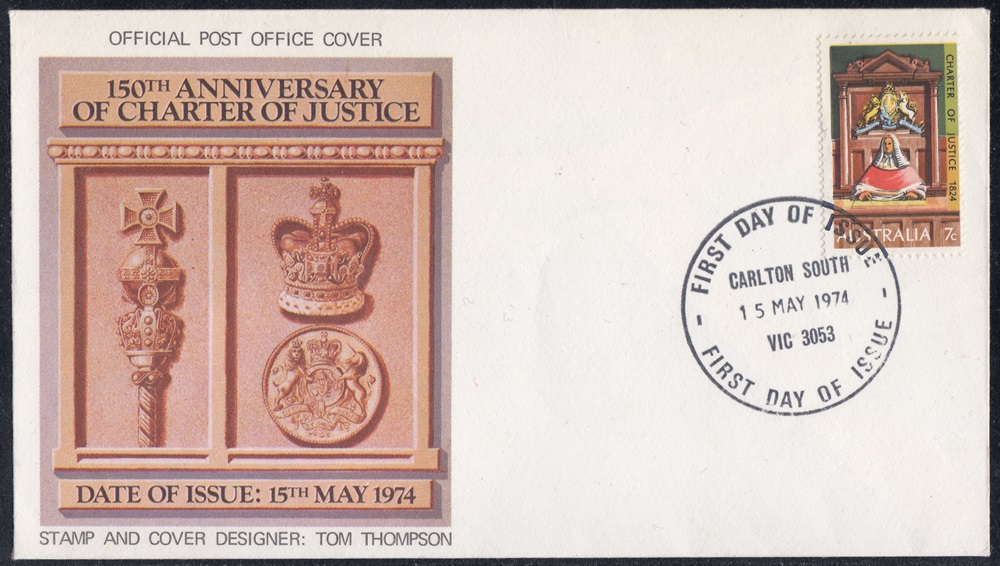 OFFICIAL POST OFFICE COVER
150TH ANNIVERSARY
OF CHARTER OF JUSTICE
DATE OF ISSUE: 15TH MAY 1974
STAMP AND COVER DESIGNER: TOM THOMPSON
CHARTER OF JUSTICE 1824
AUSTRALIA 7c
FIRST DAY OF ISSUE
CARLTON SOUTH
15 MAY 1974
VIC 3053
FIRST DAY OF ISSUE